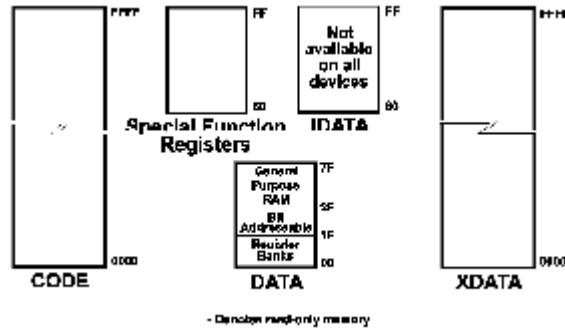 FFFF
FF
FF
FFFF
Not
available
on all
devices
80
80
Special Function
Registers
IDATA
General
Purpose
RAM
Bit
Addressable
Register
Banks
7F
2F
1F
00
0000
0000
CODE
DATA
XDATA
- Denotes read-only memory